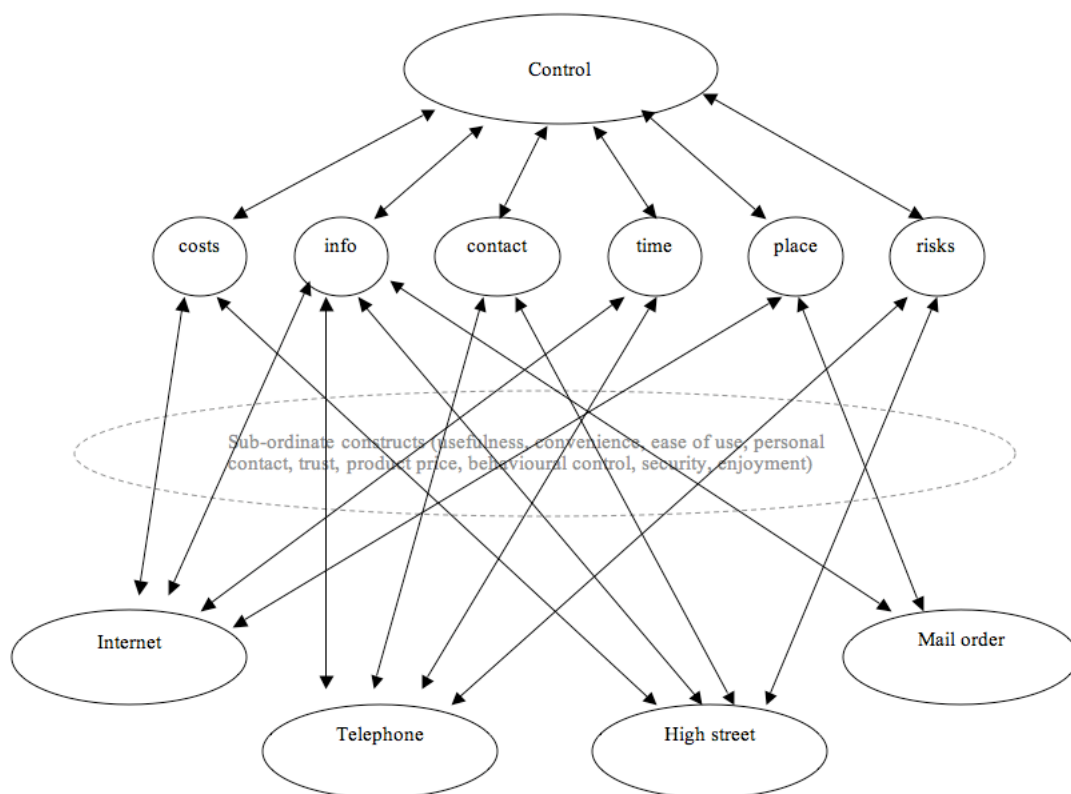 Control
costs
info
contact
time
place
risks
Sub-ordinate constructs (usefulness, convenience, ease of use, personal
contact, trust, product price, behavioural control, security, enjoyment)
Internet
Mail order
Telephone
High street